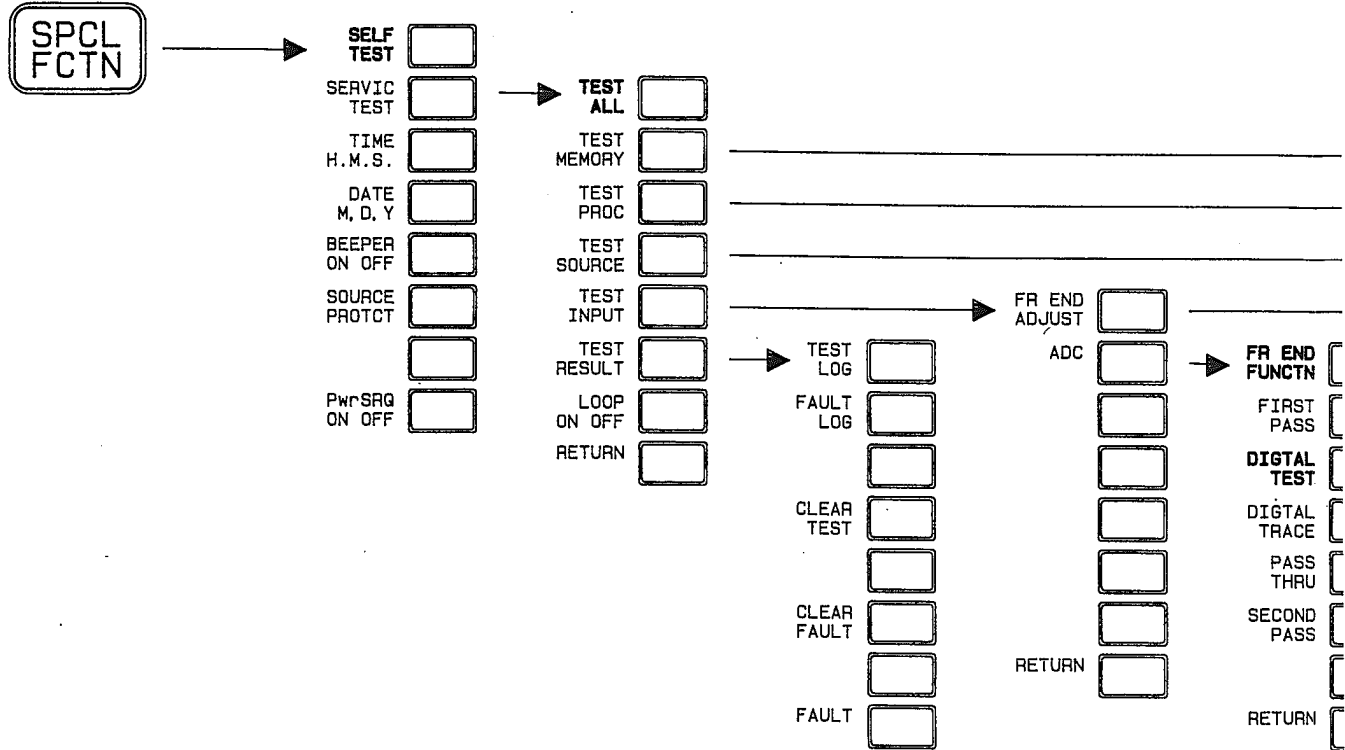 SPCL
FCTN
SELF
TEST
SERVIC
TEST
TIME
H.M.S.
DATE
M, D, Y
BEEPER
ON OFF
SOURCE
PROTCT
PwrSRQ
ON OFF
TEST
ALL
TEST
MEMORY
TEST
PROC
TEST
SOURCE
TEST
INPUT
TEST
RESULT
LOOP
ON OFF
RETURN
TEST
LOG
FAULT
LOG
CLEAR
TEST
CLEAR
FAULT
FAULT
FR END
ADJUST
ADC
RETURN
FR END
FUNCTN
FIRST
PASS
DIGTAL
TEST
DIGTAL
TRACE
PASS
THRU
SECOND
PASS
RETURN